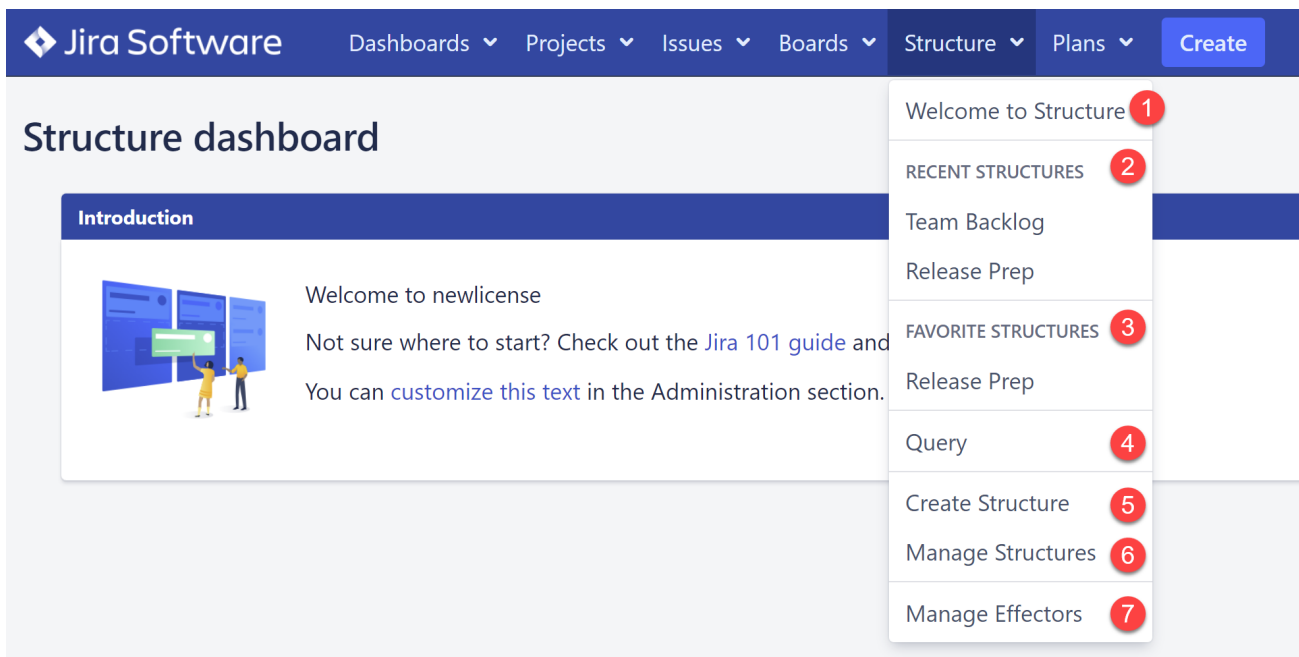 Jira Software Dashboards Projects Issues Boards Structure Plans Create
Structure dashboard
Introduction
Welcome to newlicense
Not sure where to start? Check out the Jira 101 guide and
You can customize this text in the Administration section.
Welcome to Structure 1
RECENT STRUCTURES 2
Team Backlog
Release Prep
FAVORITE STRUCTURES 3
Release Prep
Query 4
Create Structure 5
Manage Structures 6
Manage Effectors 7